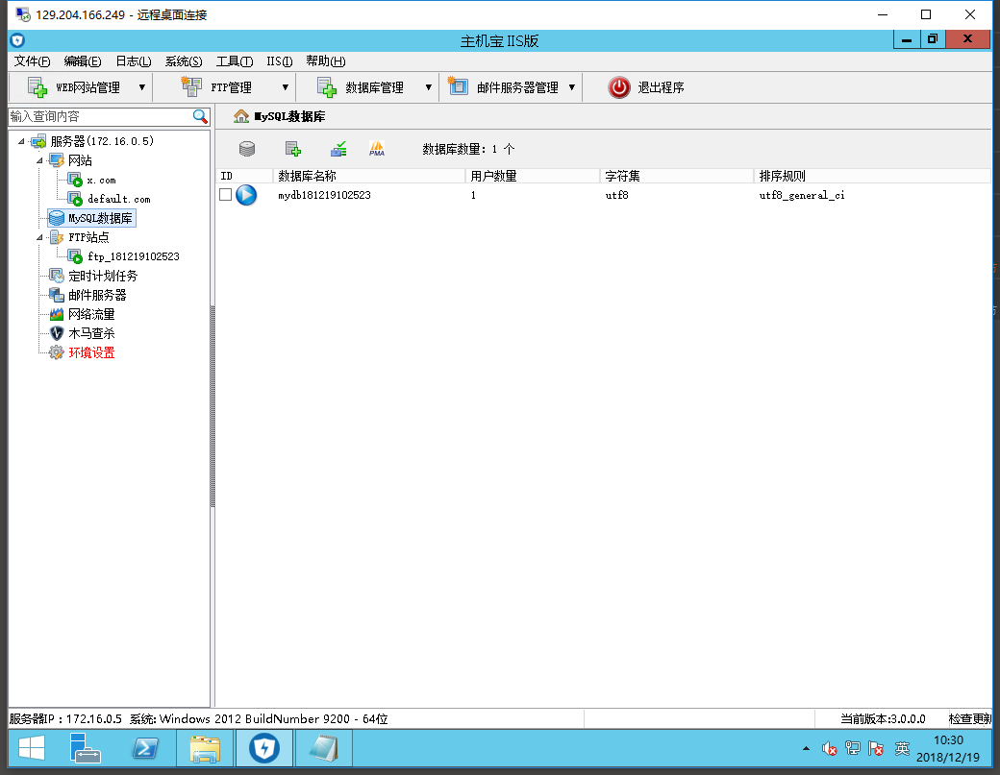 129.204.166.249 - 远程桌面连接
主机宝 IIS版
文件(F) 编辑(E) 日志(L) 系统(S) 工具(T) IIS(I) 帮助(H)
WEB网站管理 FTP管理 数据库管理 邮件服务器管理 退出程序
输入查询内容 MySQL数据库
服务器(172.16.0.5)
网站
x.com
default.com
MySQL数据库
FTP站点
ftp_181219102523
定时计划任务
邮件服务器
网络流量
木马查杀
环境设置
PMA 数据库数量: 1 个
ID 数据库名称 用户数量 字符集 排序规则
mydb181219102523 1 utf8 utf8_general_ci
服务器IP : 172.16.0.5 系统: Windows 2012 BuildNumber 9200 - 64位 当前版本:3.0.0.0 检查更新
英 10:30
2018/12/19